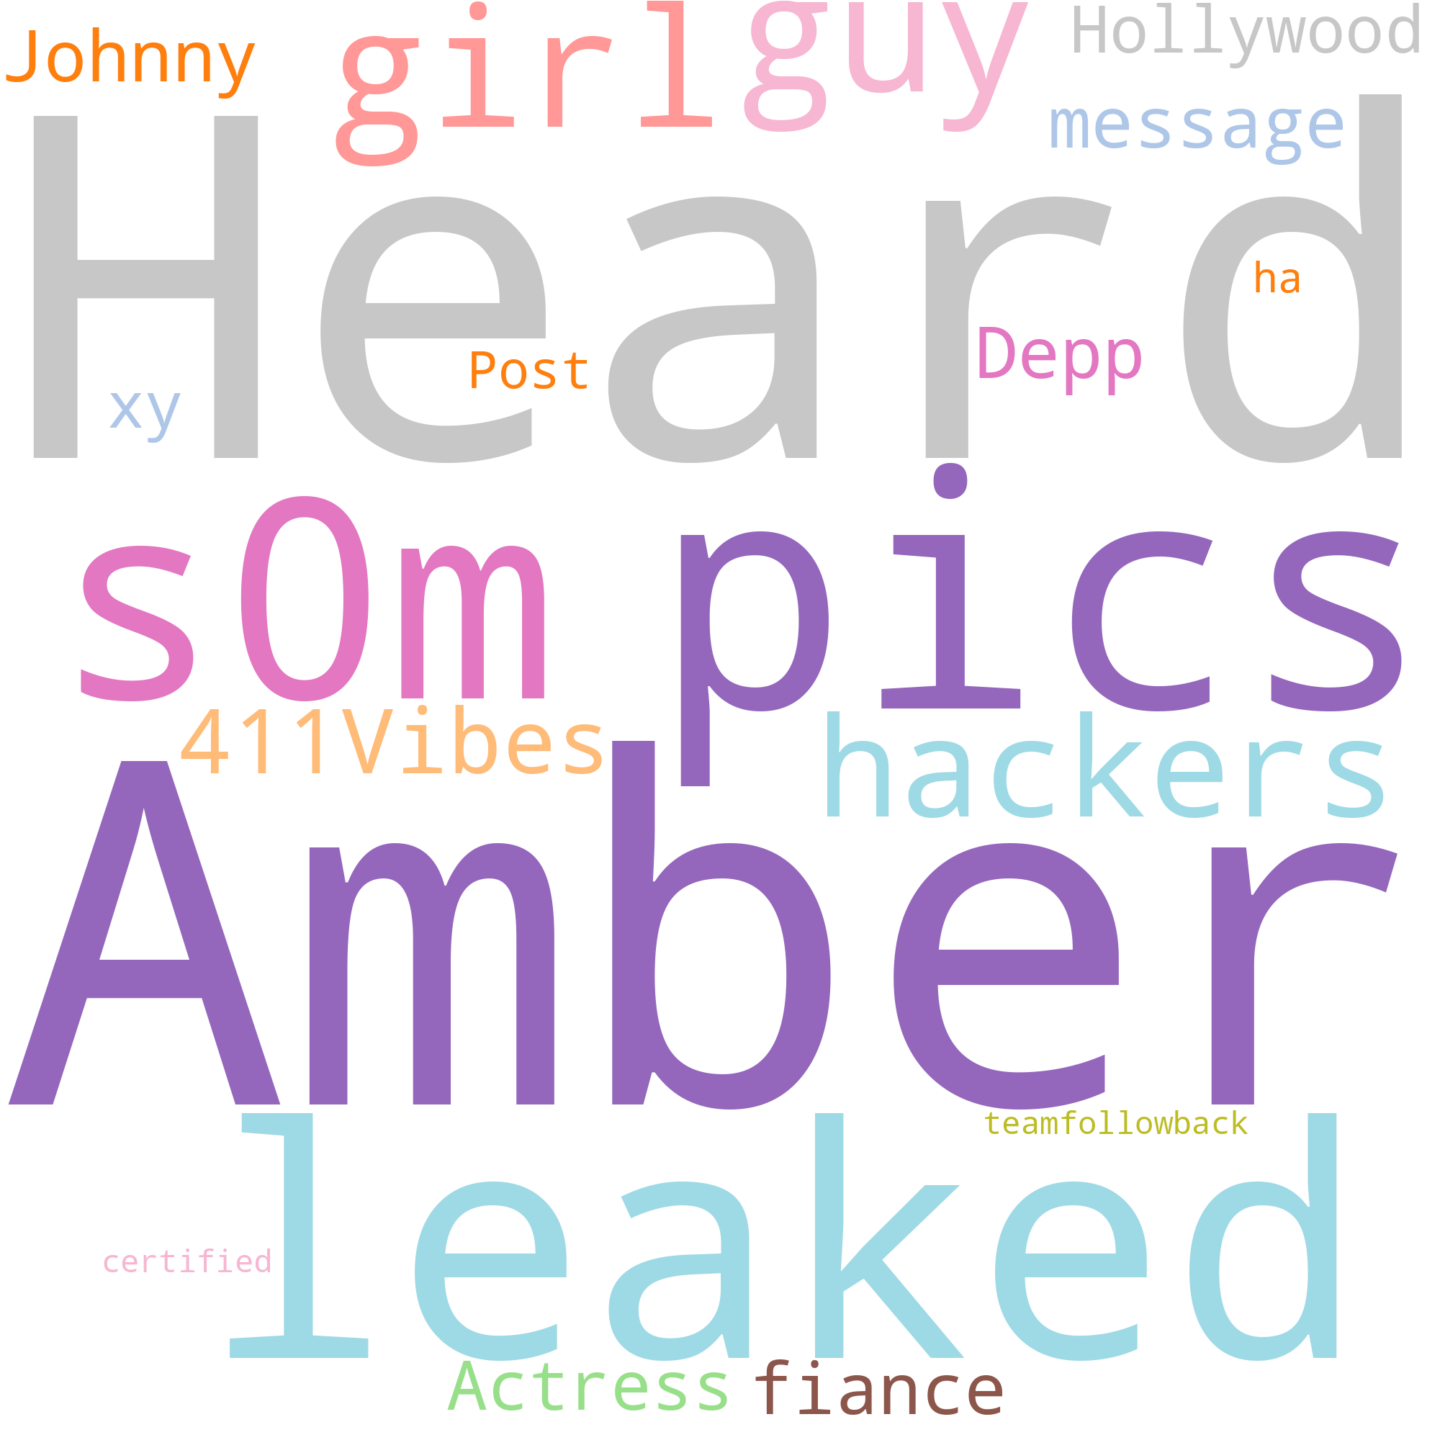 Johnny girl guy Hollywood
message
Heard
ha
Post Depp
xy
sOm pics
411Vibes hackers
Amber
teamfollowback
leaked
certified
Actress fiance